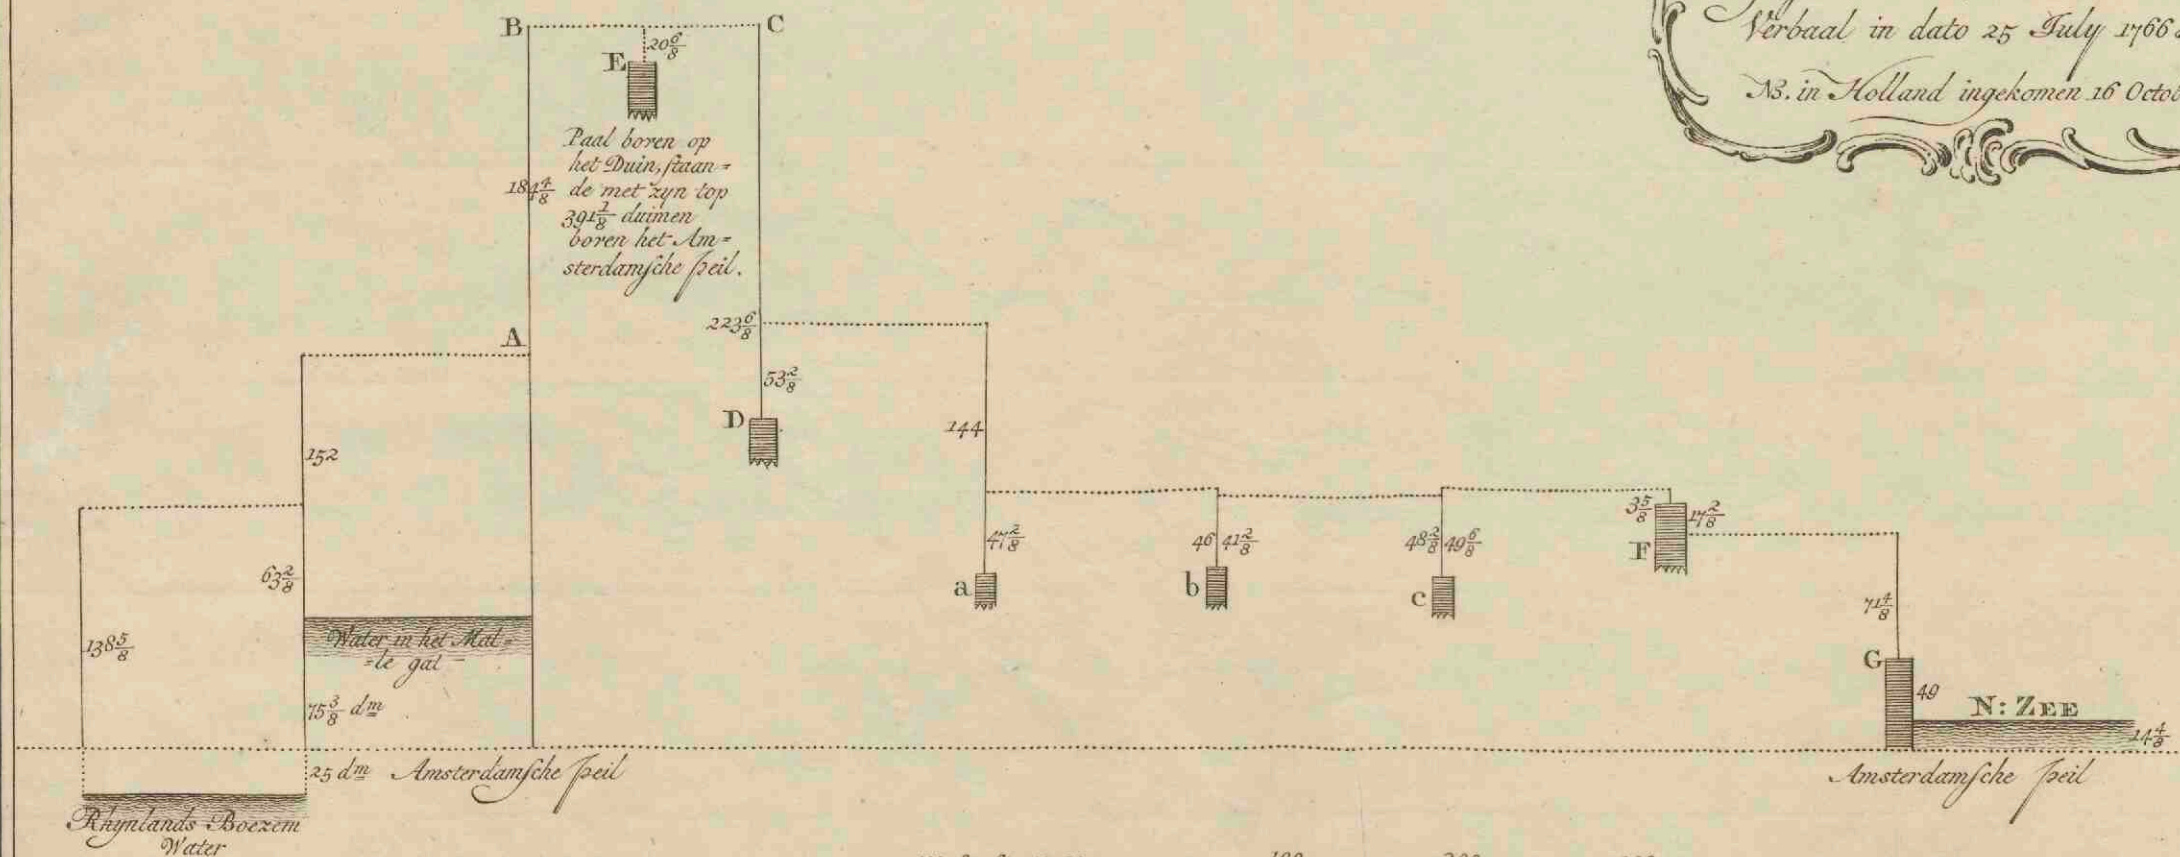 Verbaal in dato 25 July 1766
NB. in Holland ingekomen 16 Octob
B
C
20 6/8
E
Paal boven op
het Duin, staan=
de met zyn top
391 1/8 duimen
boven het Am=
sterdamsche peil.
184 4/8
A
223 6/8
53 2/8
D
152
144
63 2/8
138 5/8
Water in het Mal=
=le gat
75 3/8 dm
47 2/8
a
46
41 2/8
b
48 2/8
49 6/8
c
3 5/8
17 2/8
F
71 4/8
G
49
N: ZEE
14 4/8
25 dm Amsterdamsche peil
Amsterdamsche peil
Rhynlands Boezem
Water